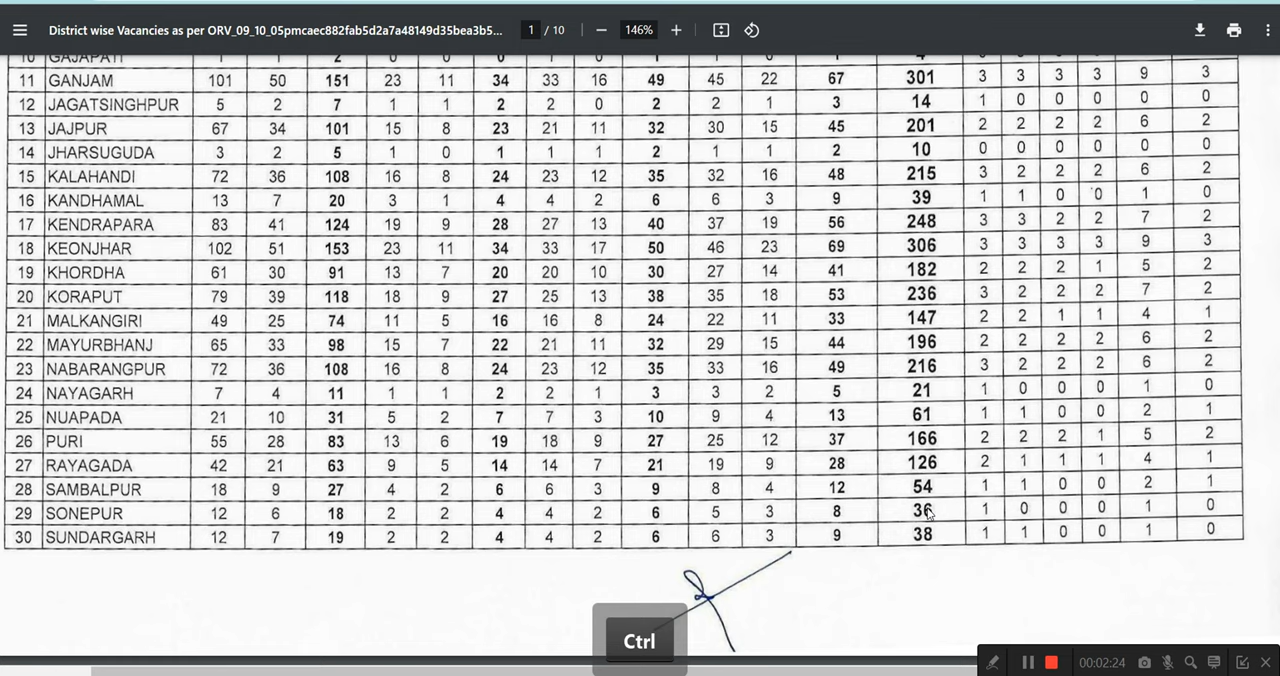 District wise Vacancies as per ORV_09_10_05pmcaec882fab5d2a7a48149d35bea3b5... 1 / 10 146%
10 GAJAPATI 1 1 2 0 0 0 1 1 0 1 4
11 GANJAM 101 50 151 23 11 34 33 16 49 45 22 67 301 3 3 3 3 9 3
12 JAGATSINGHPUR 5 2 7 1 1 2 2 0 2 2 1 3 14 1 0 0 0 0 0
13 JAJPUR 67 34 101 15 8 23 21 11 32 30 15 45 201 2 2 2 2 6 2
14 JHARSUGUDA 3 2 5 1 0 1 1 1 2 1 1 2 10 0 0 0 0 0 0
15 KALAHANDI 72 36 108 16 8 24 23 12 35 32 16 48 215 3 2 2 2 6 2
16 KANDHAMAL 13 7 20 3 1 4 4 2 6 6 3 9 39 1 1 0 0 1 0
17 KENDRAPARA 83 41 124 19 9 28 27 13 40 37 19 56 248 3 3 2 2 7 2
18 KEONJHAR 102 51 153 23 11 34 33 17 50 46 23 69 306 3 3 3 3 9 3
19 KHORDHA 61 30 91 13 7 20 20 10 30 27 14 41 182 2 2 2 1 5 2
20 KORAPUT 79 39 118 18 9 27 25 13 38 35 18 53 236 3 2 2 2 7 2
21 MALKANGIRI 49 25 74 11 5 16 16 8 24 22 11 33 147 2 2 1 1 4 1
22 MAYURBHANJ 65 33 98 15 7 22 21 11 32 29 15 44 196 2 2 2 2 6 2
23 NABARANGPUR 72 36 108 16 8 24 23 12 35 33 16 49 216 3 2 2 2 6 2
24 NAYAGARH 7 4 11 1 1 2 2 1 3 3 2 5 21 1 0 0 0 1 0
25 NUAPADA 21 10 31 5 2 7 7 3 10 9 4 13 61 1 1 0 0 2 1
26 PURI 55 28 83 13 6 19 18 9 27 25 12 37 166 2 2 2 1 5 2
27 RAYAGADA 42 21 63 9 5 14 14 7 21 19 9 28 126 2 1 1 1 4 1
28 SAMBALPUR 18 9 27 4 2 6 6 3 9 8 4 12 54 1 1 0 0 2 1
29 SONEPUR 12 6 18 2 2 4 4 2 6 5 3 8 36 1 0 0 0 1 0
30 SUNDARGARH 12 7 19 2 2 4 4 2 6 6 3 9 38 1 1 0 0 1 0
Ctrl
00:02:24